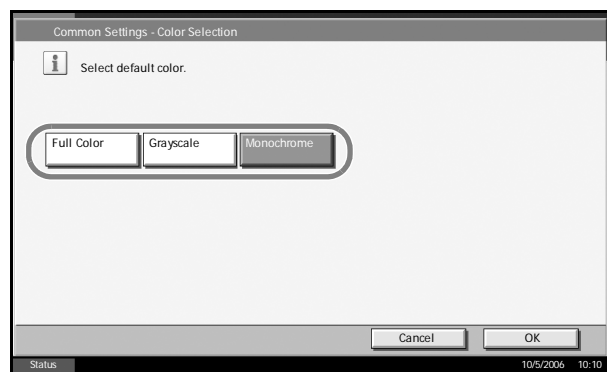 Common Settings - Color Selection
Select default color.
Full Color Grayscale Monochrome
Cancel OK
Status 10/5/2006 10:10